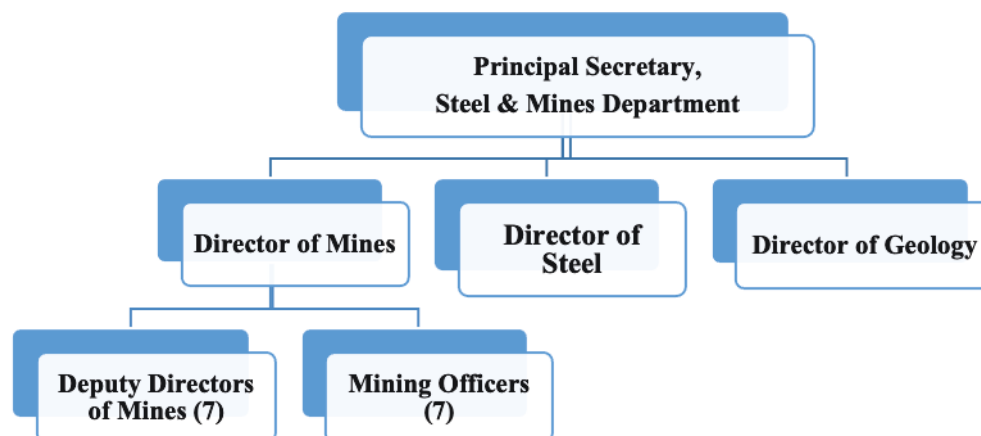 Principal Secretary,
Steel & Mines Department
Director of Mines
Director of
Steel
Director of Geology
Deputy Directors
of Mines (7)
Mining Officers
(7)